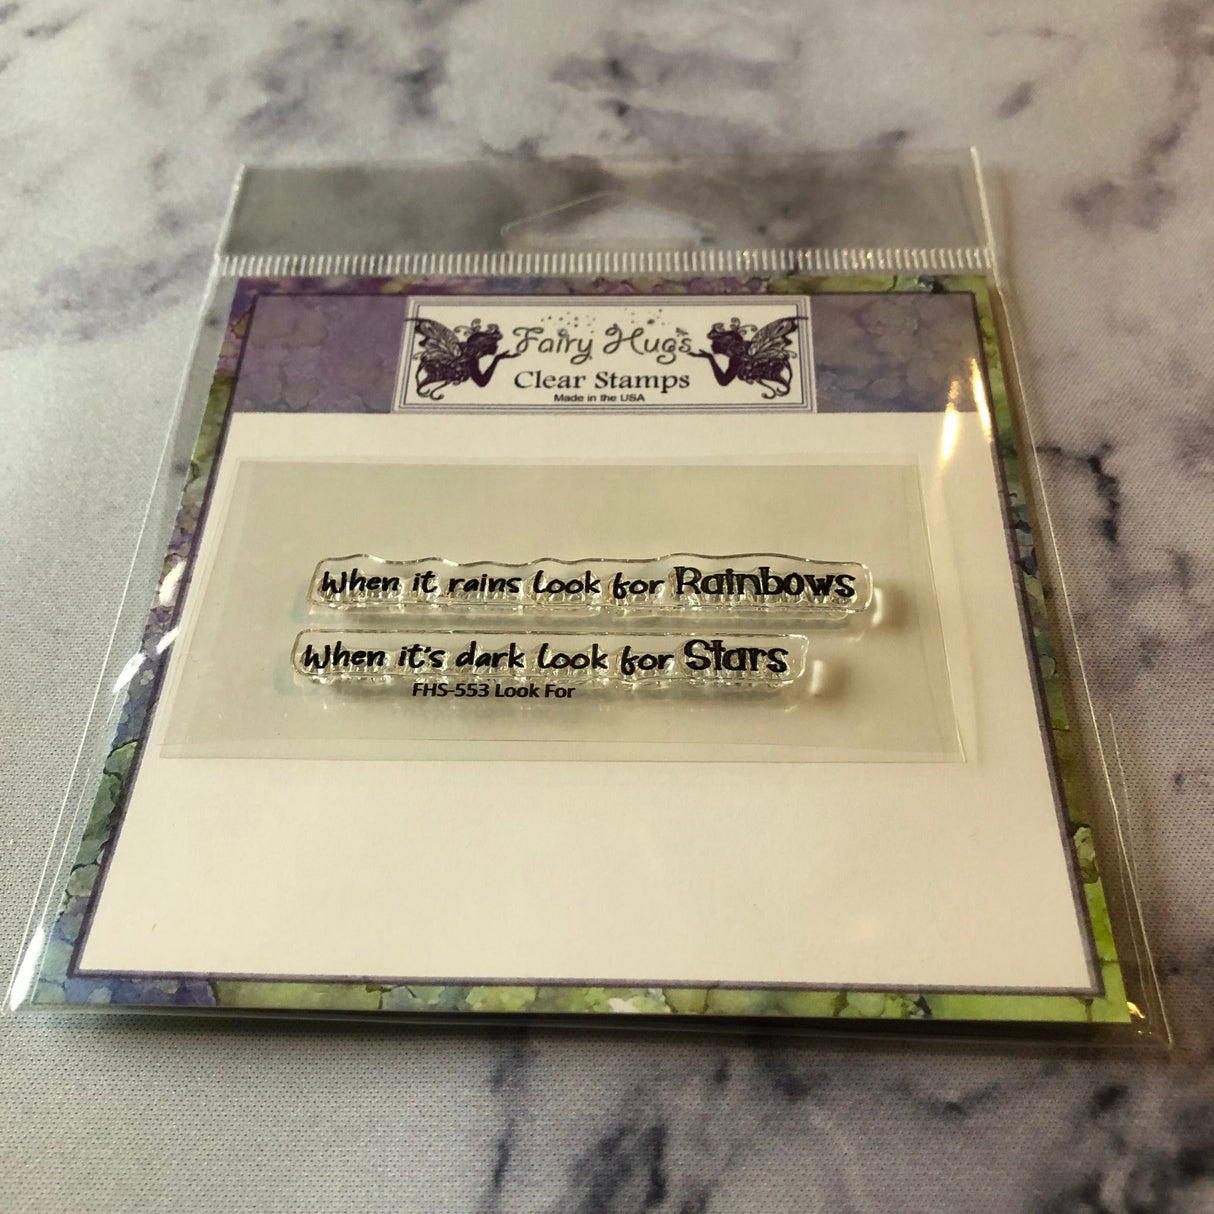 Fairy Hugs
Clear Stamps
Made in the USA
When it rains look for Rainbows
When it's dark look for Stars
FHS-553 Look For